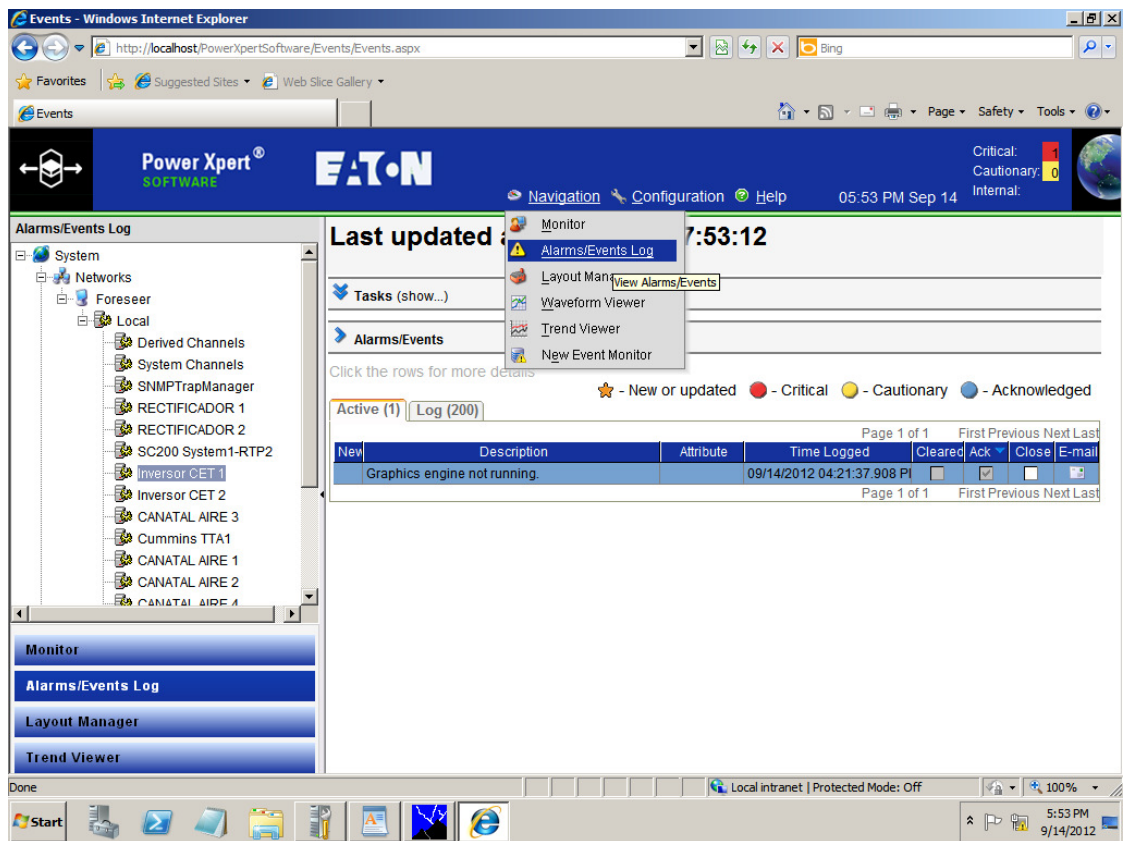 Events - Windows Internet Explorer
http://localhost/PowerXpertSoftware/Events/Events.aspx
Bing
Favorites Suggested Sites Web Slice Gallery
Events
Page Safety Tools
Power Xpert®
SOFTWARE
EATON
Navigation Configuration Help
05:53 PM Sep 14
Critical: 1
Cautionary: 0
Internal:
Alarms/Events Log
System
Networks
Foreseer
Local
Derived Channels
System Channels
SNMPTrapManager
RECTIFICADOR 1
RECTIFICADOR 2
SC200 System1-RTP2
Inversor CET 1
Inversor CET 2
CANATAL AIRE 3
Cummins TTA1
CANATAL AIRE 1
CANATAL AIRE 2
CANATAL AIRE 4
Monitor
Alarms/Events Log
Layout Manager
Trend Viewer
Last updated
7:53:12
Monitor
Alarms/Events Log
Layout Mana
View Alarms/Events
Waveform Viewer
Trend Viewer
New Event Monitor
Tasks (show...)
Alarms/Events
Click the rows for more details
- New or updated - Critical - Cautionary - Acknowledged
Active (1) Log (200)
Page 1 of 1 First Previous Next Last
New Description Attribute Time Logged Cleared Ack Close E-mail
Graphics engine not running. 09/14/2012 04:21:37.908 PI
Page 1 of 1 First Previous Next Last
Done
Local intranet | Protected Mode: Off
100%
Start
5:53 PM
9/14/2012